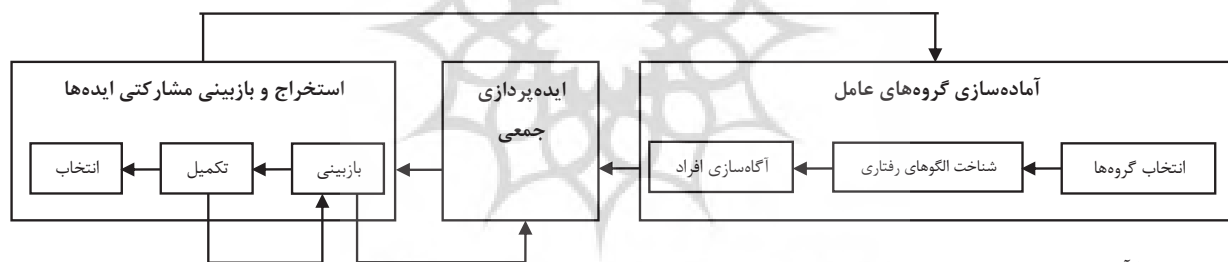 آماده‌سازی گروه‌های عامل
انتخاب گروه‌ها
شناخت الگوهای رفتاری
آگاه‌سازی افراد
ایده‌پردازی
جمعی
استخراج و بازبینی مشارکتی ایده‌ها
بازبینی
تکمیل
انتخاب